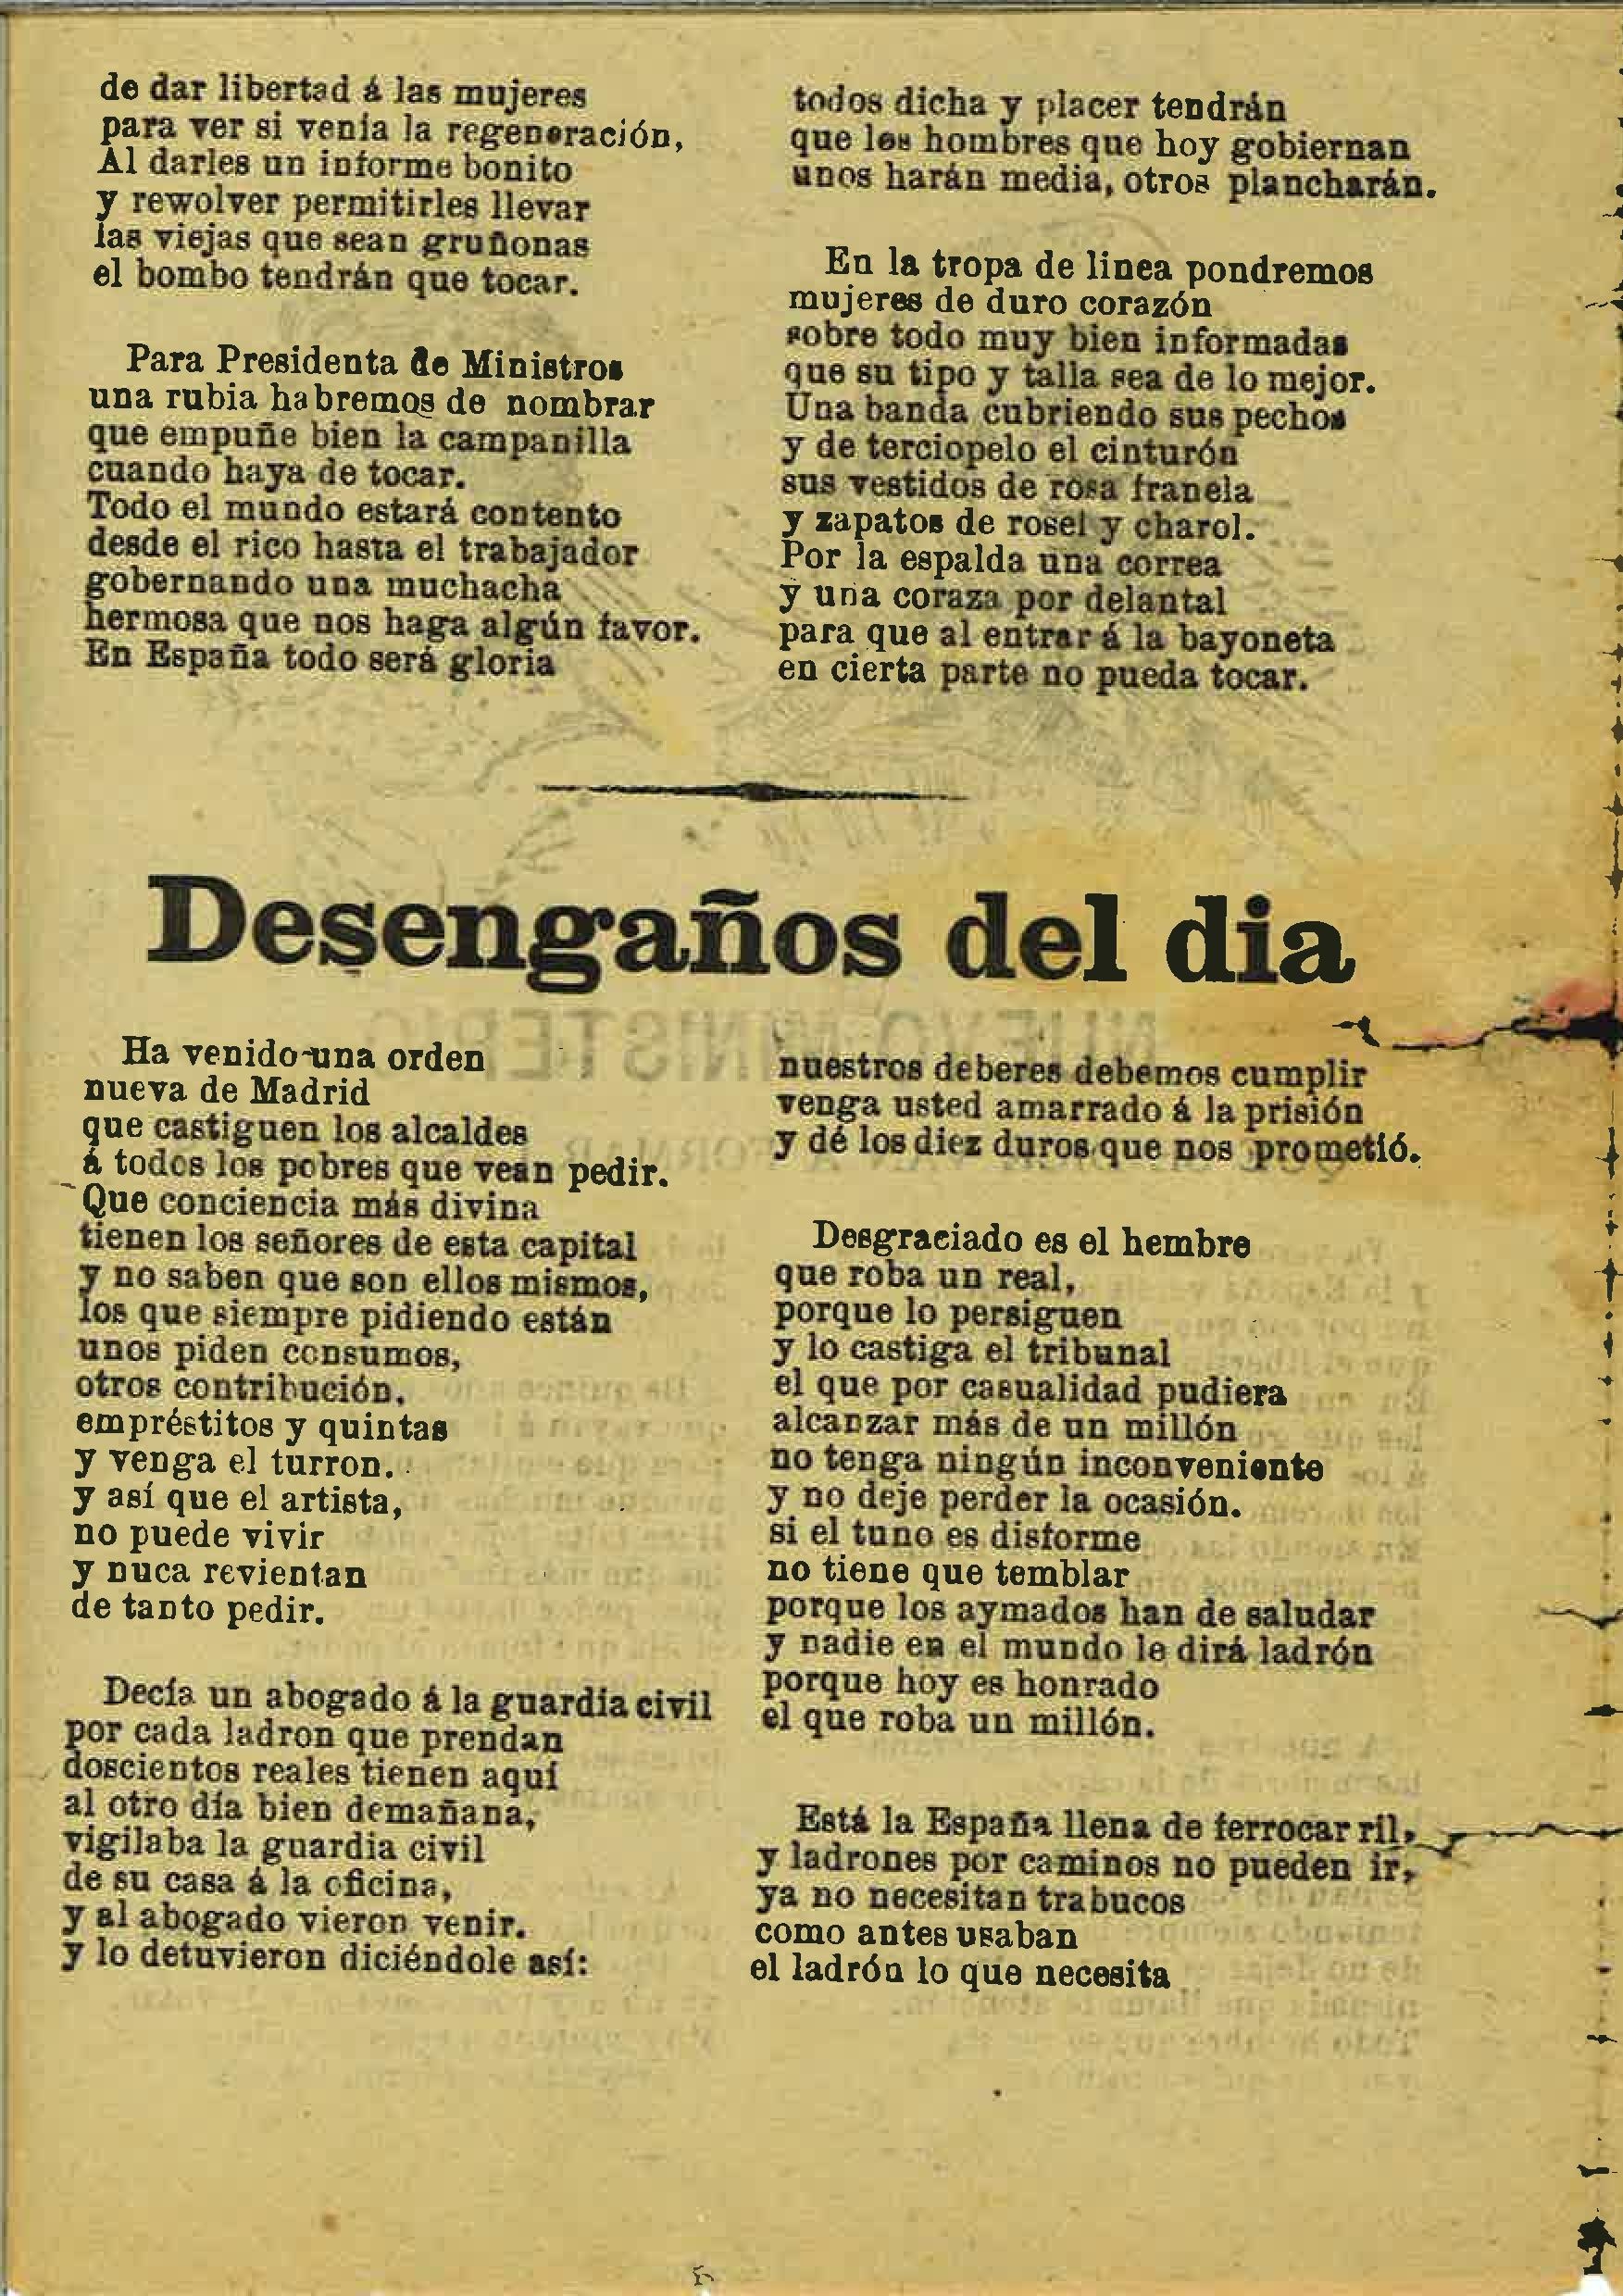 de dar libertad á las mujeres
para ver si venía la regeneración,
Al darles un informe bonito
y rewolver permitirles llevar
las viejas que sean gruñonas
el bombo tendrán que tocar.
Para Presidenta de Ministros
una rubia habremos de nombrar
que empuñe bien la campanilla
cuando haya de tocar.
Todo el mundo estará contento
desde el rico hasta el trabajador
gobernando una muchacha
hermosa que nos haga algún favor.
En España todo será gloria
todos dicha y placer tendrán
que los hombres que hoy gobiernan
unos harán media, otros plancharán.
En la tropa de linea pondremos
mujeres de duro corazón
sobre todo muy bien informadas
que su tipo y talla sea de lo mejor.
Una banda cubriendo sus pechos
y de terciopelo el cinturón
sus vestidos de rosa franela
y zapatos de rosel y charol.
Por la espalda una correa
y una coraza por delantal
para que al entrar á la bayoneta
en cierta parte no pueda tocar.
Desengaños del dia
Ha venido una orden
nueva de Madrid
que castiguen los alcaldes
á todos los pobres que vean pedir.
Que conciencia más divina
tienen los señores de esta capital
y no saben que son ellos mismos,
los que siempre pidiendo están
unos piden consumos,
otros contribución,
empréstitos y quintas
y venga el turron.
y así que el artista,
no puede vivir
y nuca revientan
de tanto pedir.
Decía un abogado á la guardia civil
por cada ladron que prendan
doscientos reales tienen aquí
al otro día bien demañana,
vigilaba la guardia civil
de su casa á la oficina,
y al abogado vieron venir.
y lo detuvieron diciéndole así:
nuestros deberes debemos cumplir
venga usted amarrado á la prisión
y dé los diez duros que nos prometió.
Desgraciado es el hembre
que roba un real,
porque lo persiguen
y lo castiga el tribunal
el que por casualidad pudiera
alcanzar más de un millón
no tenga ningún inconveniente
y no deje perder la ocasión.
si el tuno es disforme
no tiene que temblar
porque los aymados han de saludar
y nadie en el mundo le dirá ladrón
porque hoy es honrado
el que roba un millón.
Está la España llena de ferrocar ril,
y ladrones por caminos no pueden ir,
ya no necesitan trabucos
como antes usaban
el ladrón lo que necesita